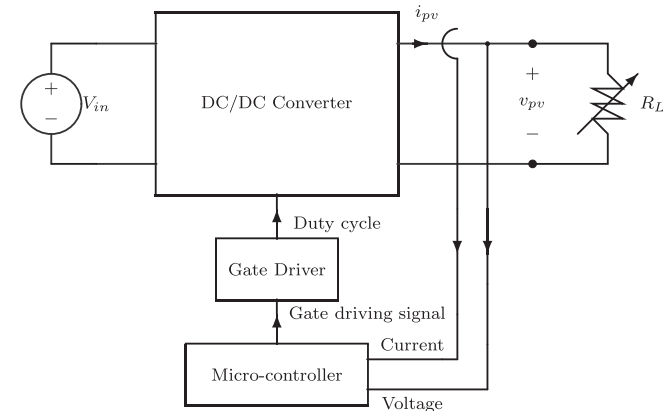 i_pv
+
V_in
−
DC/DC Converter
+
v_pv
−
R_L
Duty cycle
Gate Driver
Gate driving signal
Current
Micro-controller
Voltage